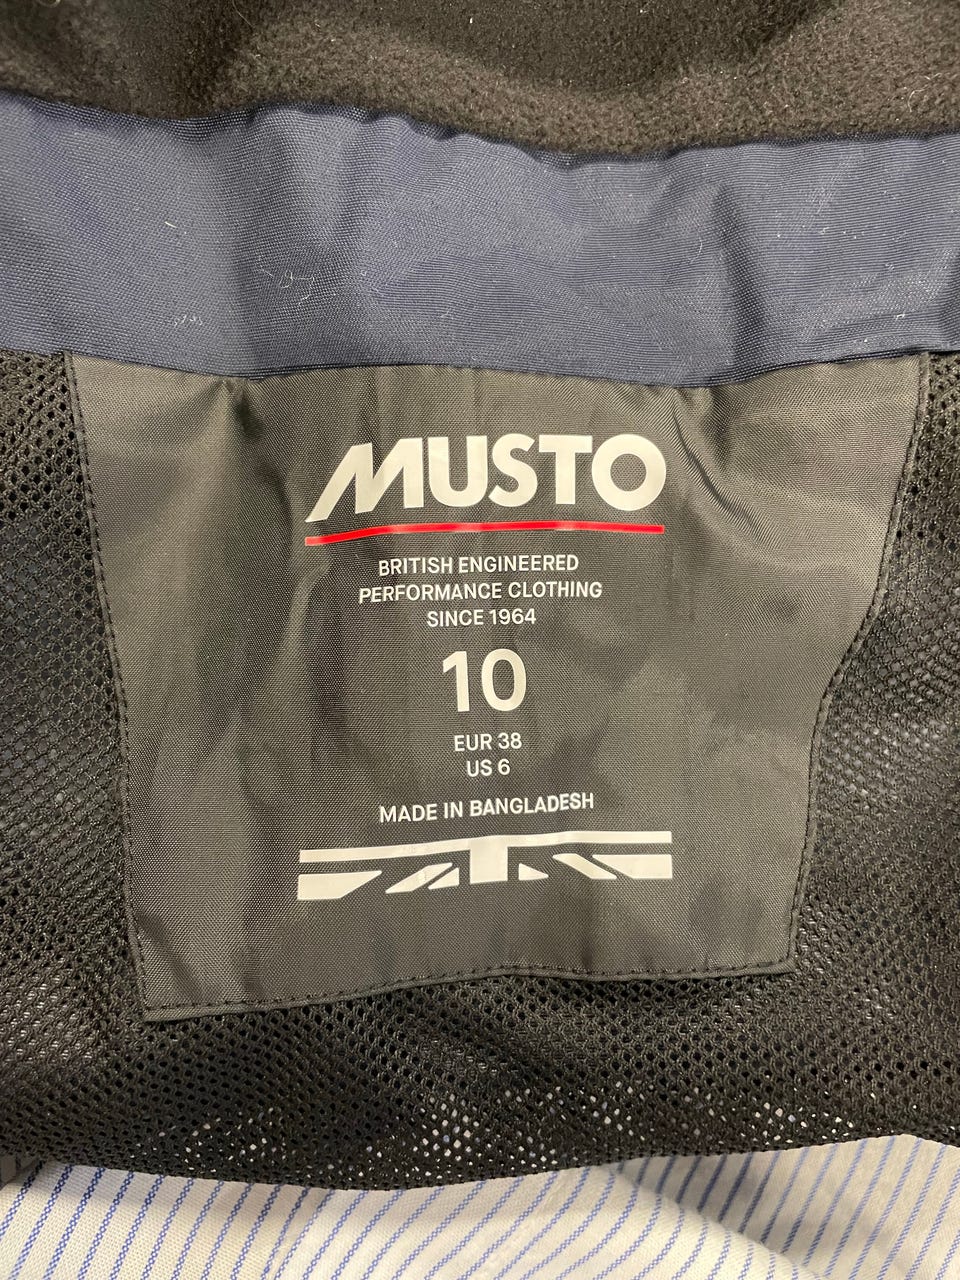 MUSTO
BRITISH ENGINEERED
PERFORMANCE CLOTHING
SINCE 1964
10
EUR 38
US 6
MADE IN BANGLADESH